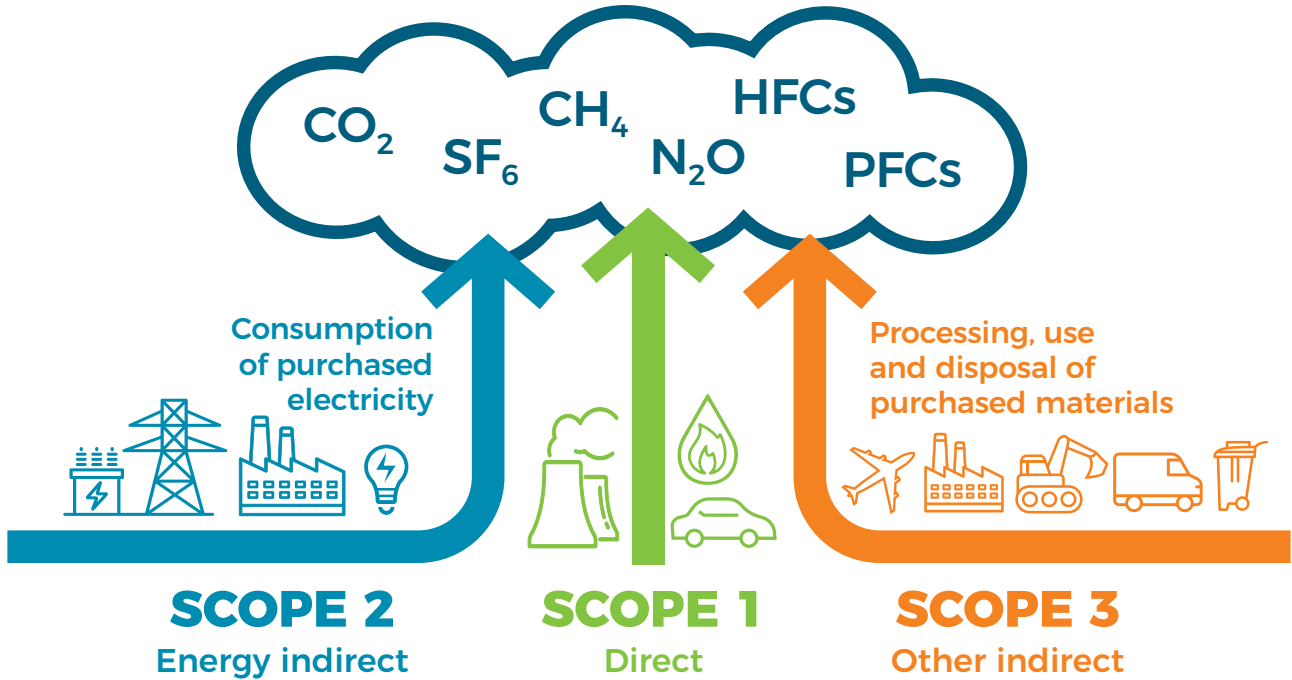 CO₂
SF₆
CH₄
N₂O
HFCs
PFCs
Consumption
of purchased
electricity
Processing, use
and disposal of
purchased materials
SCOPE 2
Energy indirect
SCOPE 1
Direct
SCOPE 3
Other indirect